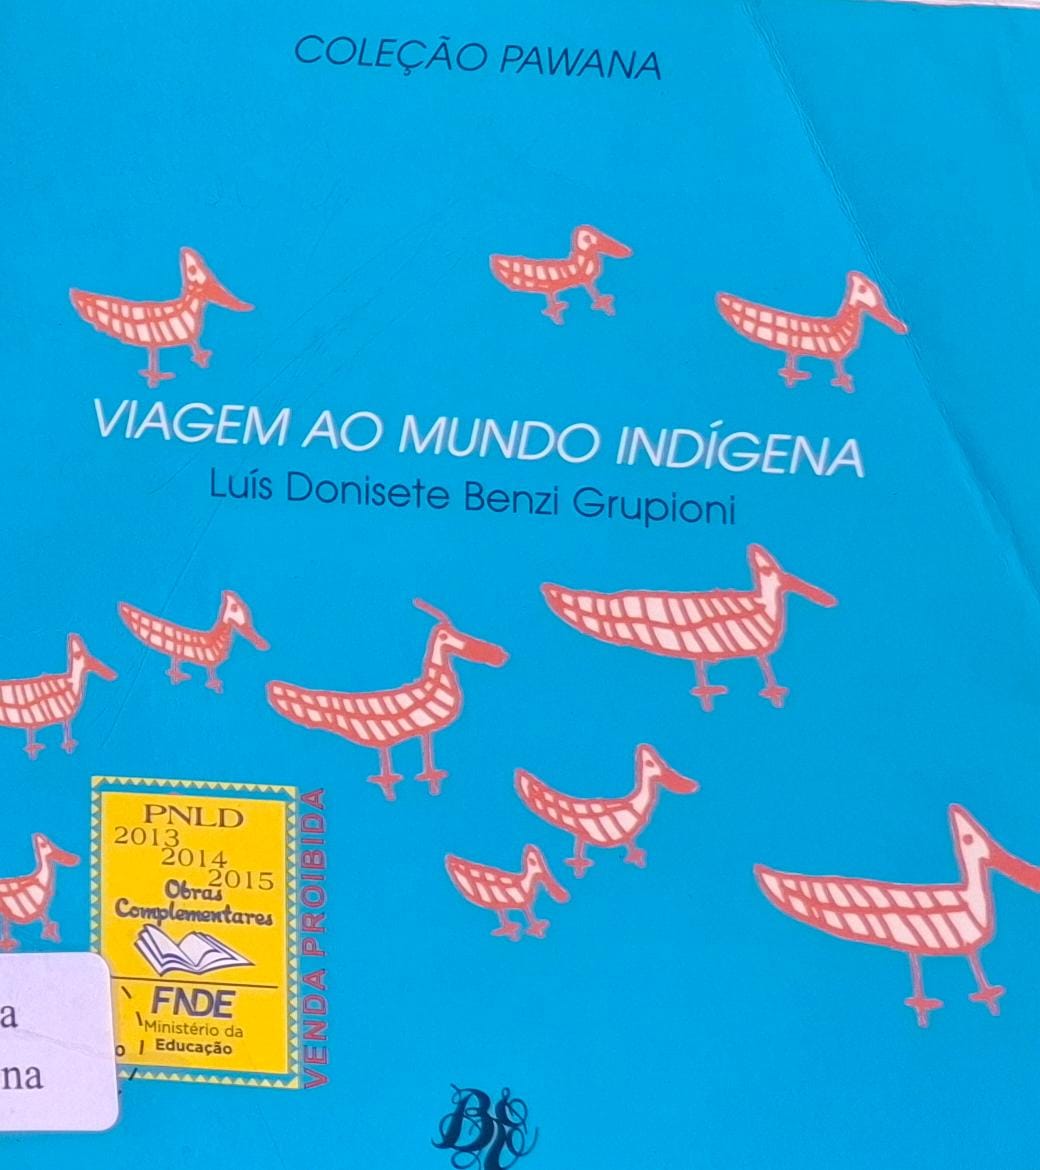 COLEÇÃO PAWANA
VIAGEM AO MUNDO INDÍGENA
Luís Donisete Benzi Grupioni
PNLD
2013
2014
2015
Obras
Complementares
FNDE
Ministério da
Educação
VENDA PROIBIDA
a
na